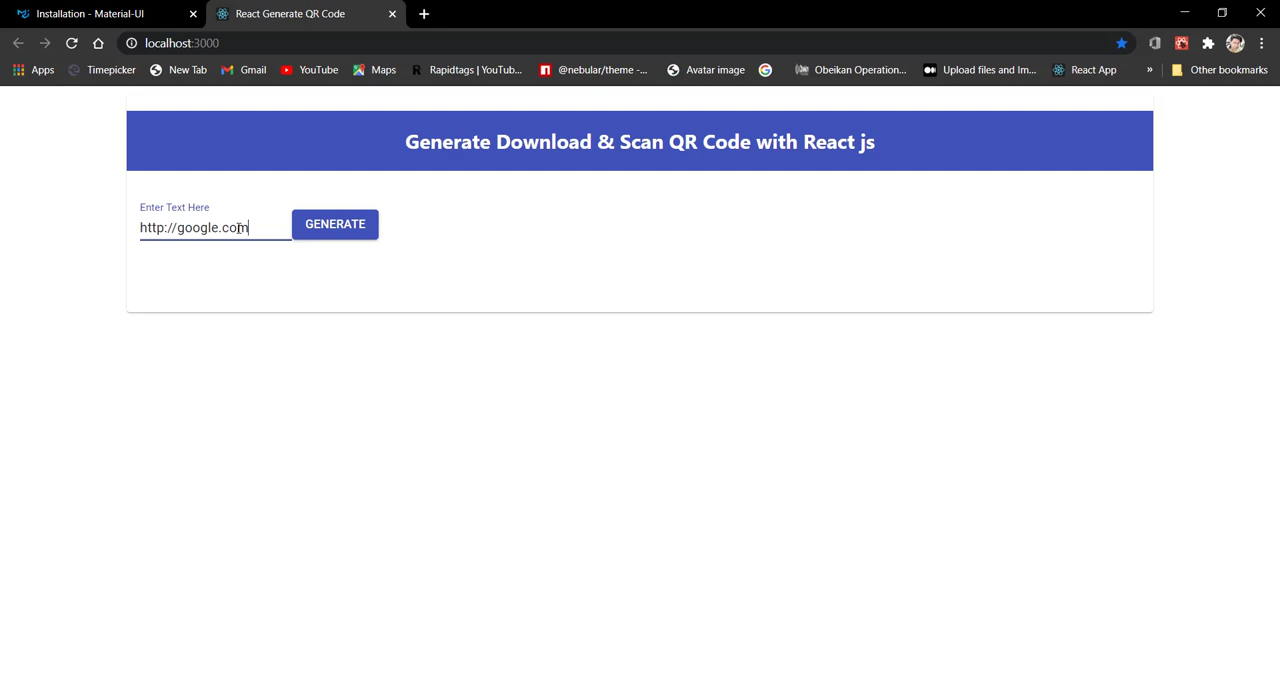 Installation - Material-UI
React Generate QR Code
localhost:3000
Apps Timepicker New Tab Gmail YouTube Maps Rapidtags | YouTub... @nebular/theme -... Avatar image Obeikan Operation... Upload files and Im... React App » Other bookmarks
Generate Download & Scan QR Code with React js
Enter Text Here
http://google.com
GENERATE